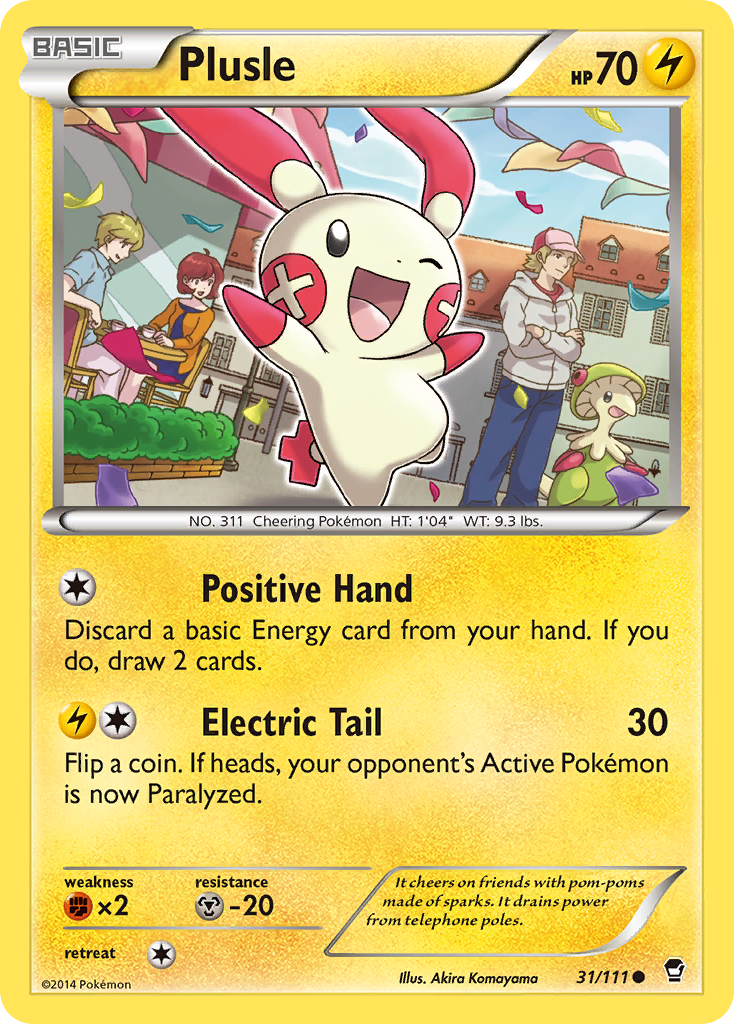 BASIC Plusle HP 70
NO. 311 Cheering Pokémon HT: 1'04" WT: 9.3 lbs.
Positive Hand
Discard a basic Energy card from your hand. If you
do, draw 2 cards.
Electric Tail 30
Flip a coin. If heads, your opponent's Active Pokémon
is now Paralyzed.
weakness resistance
×2 -20
retreat
It cheers on friends with pom-poms
made of sparks. It drains power
from telephone poles.
©2014 Pokémon Illus. Akira Komayama 31/111